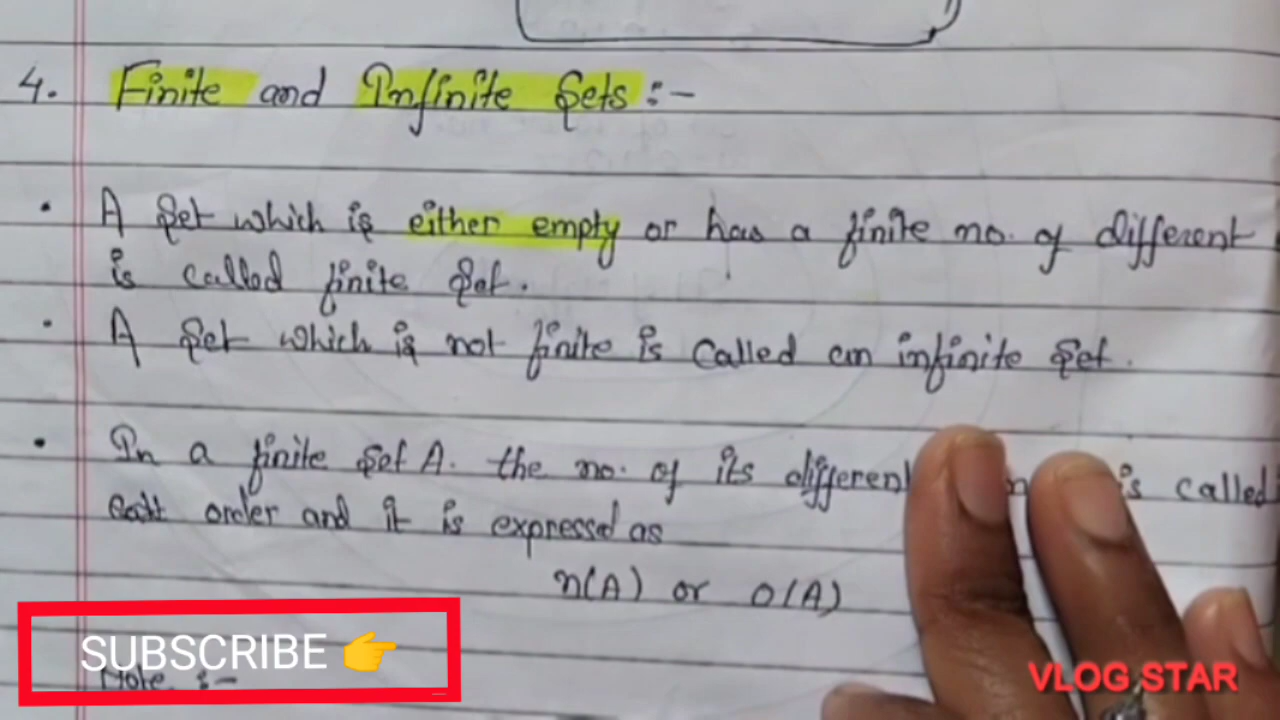 4. Finite and Infinite Sets :-
• A Set which is either empty or has a finite no. of different
is called finite Set.
• A Set which is not finite is called an infinite Set.
• In a finite Set A. the no. of its different is called
order and it is expressed as
n(A) or O(A)
SUBSCRIBE 👉
Note :-
VLOG STAR